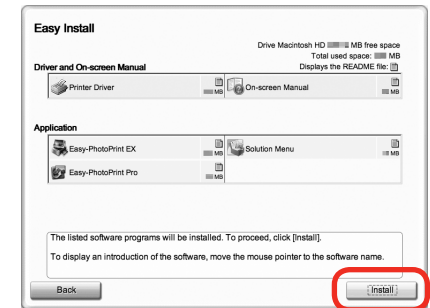 Easy Install
Drive Macintosh HD MB free space
Total used space: MB
Driver and On-screen Manual
Displays the README file:
Printer Driver
MB
On-screen Manual
MB
Application
Easy-PhotoPrint EX
MB
Solution Menu
MB
Easy-PhotoPrint Pro
MB
The listed software programs will be installed. To proceed, click [Install].
To display an introduction of the software, move the mouse pointer to the software name.
Back
Install